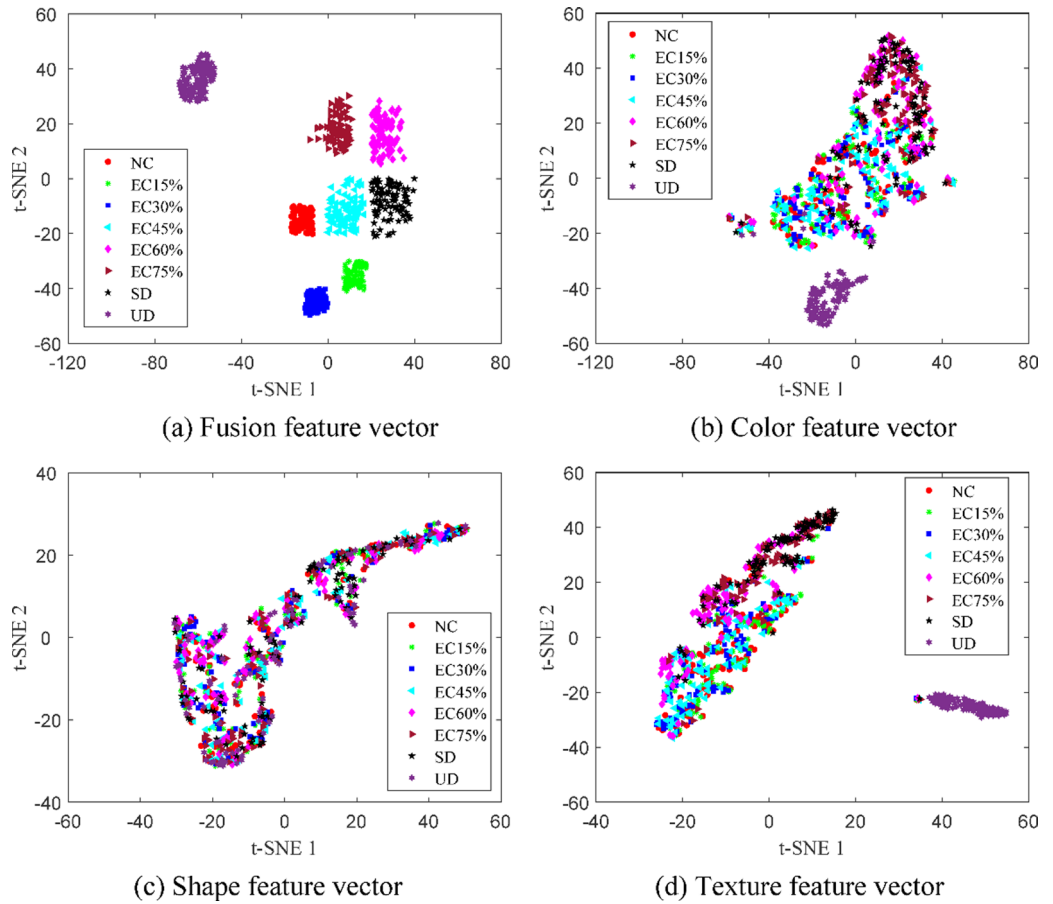 60
40
20
0
-20
-40
-60
-120
-80
-40
0
40
80
t-SNE 2
t-SNE 1
NC
EC15%
EC30%
EC45%
EC60%
EC75%
SD
UD
(a) Fusion feature vector
60
40
20
0
-20
-40
-60
-120
-80
-40
0
40
80
t-SNE 2
t-SNE 1
NC
EC15%
EC30%
EC45%
EC60%
EC75%
SD
UD
(b) Color feature vector
40
20
0
-20
-40
-60
-40
-20
0
20
40
60
t-SNE 2
t-SNE 1
NC
EC15%
EC30%
EC45%
EC60%
EC75%
SD
UD
(c) Shape feature vector
60
40
20
0
-20
-40
-60
-40
-20
0
20
40
60
t-SNE 2
t-SNE 1
NC
EC15%
EC30%
EC45%
EC60%
EC75%
SD
UD
(d) Texture feature vector